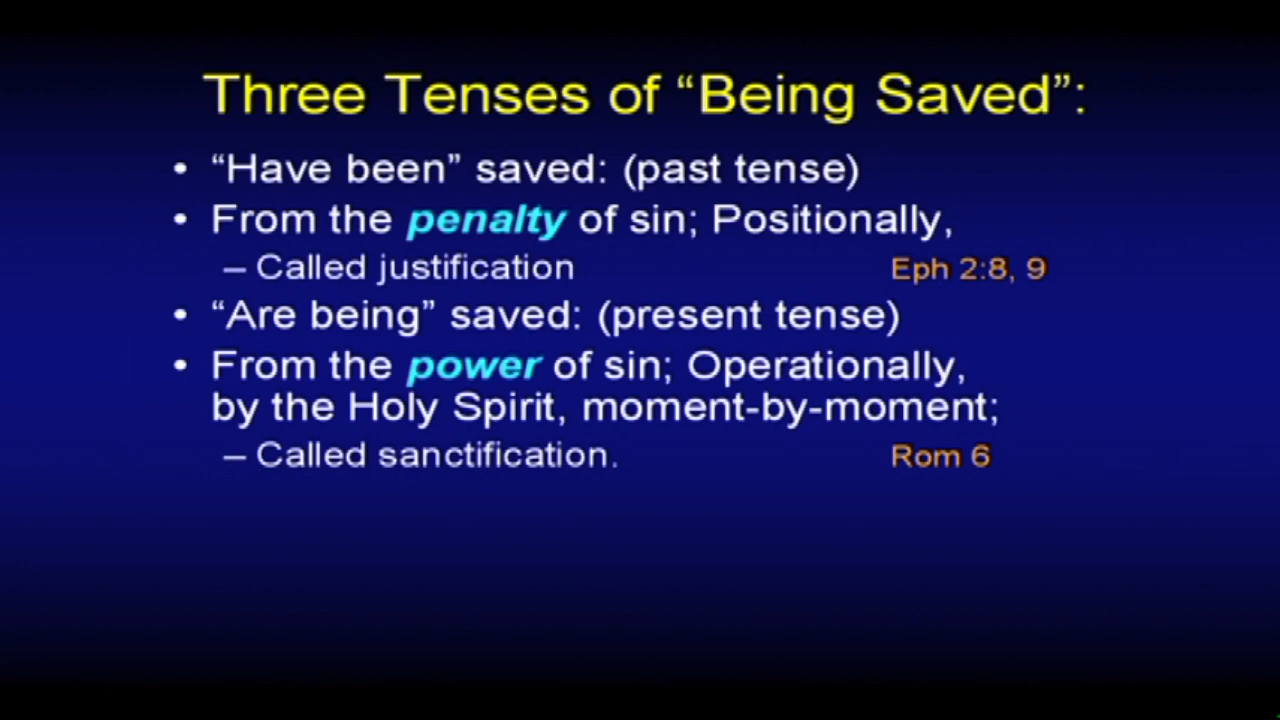 Three Tenses of “Being Saved”:
• “Have been” saved: (past tense)
• From the penalty of sin; Positionally,
– Called justification Eph 2:8, 9
• “Are being” saved: (present tense)
• From the power of sin; Operationally,
by the Holy Spirit, moment-by-moment;
– Called sanctification. Rom 6